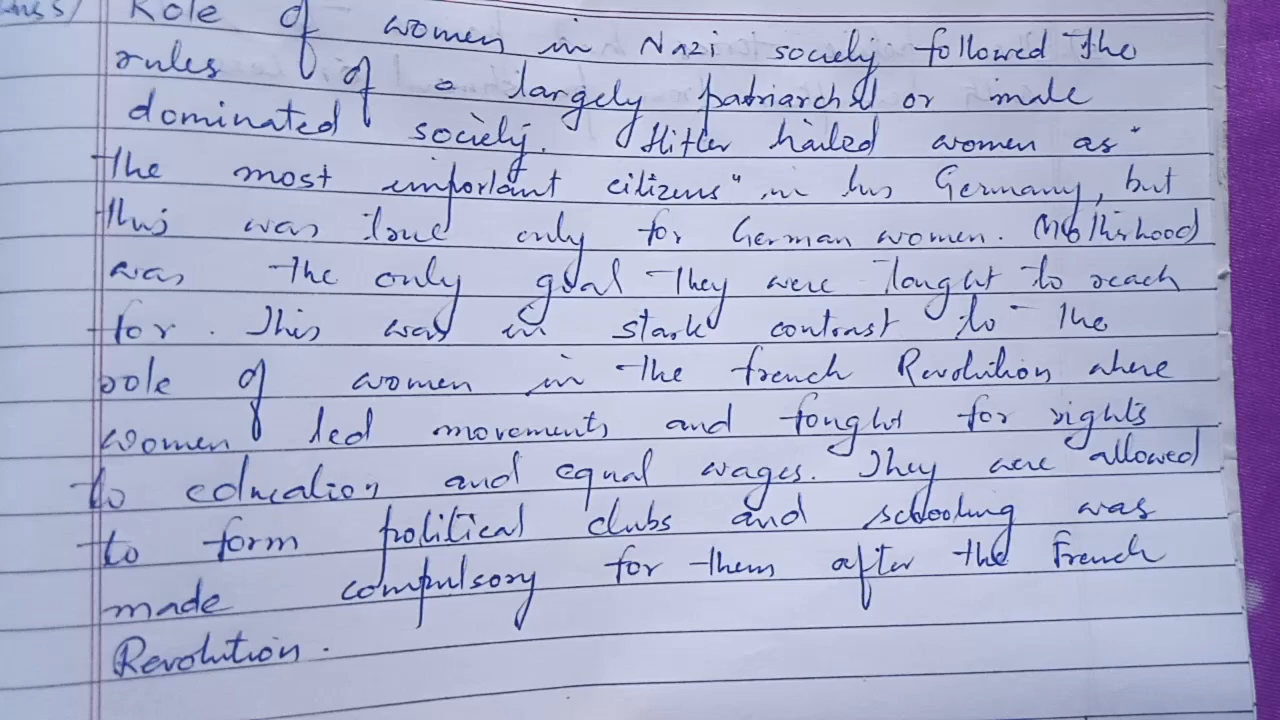 Ans) Role of women in Nazi society followed the
rules of a largely patriarchal or male
dominated society. Hitler hailed women as "
the most important citizens" in his Germany, but
this was true only for German women. Motherhood
was the only goal they were taught to reach
for. This was in stark contrast to the
role of women in the french Revolution where
women led movements and fought for rights
to education and equal wages. They were allowed
to form political clubs and schooling was
made compulsory for them after the French
Revolution.